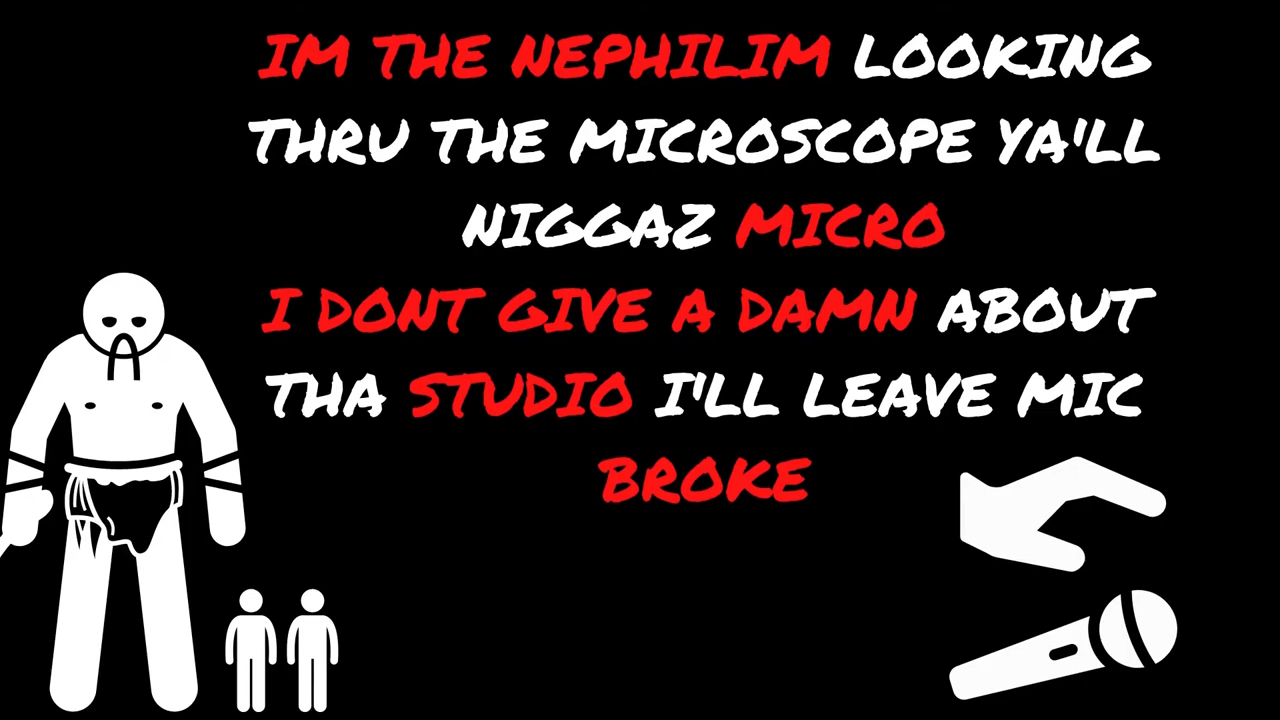 IM THE NEPHILIM LOOKING
THRU THE MICROSCOPE YA'LL
NIGGAZ MICRO
I DONT GIVE A DAMN ABOUT
THA STUDIO I'LL LEAVE MIC
BROKE